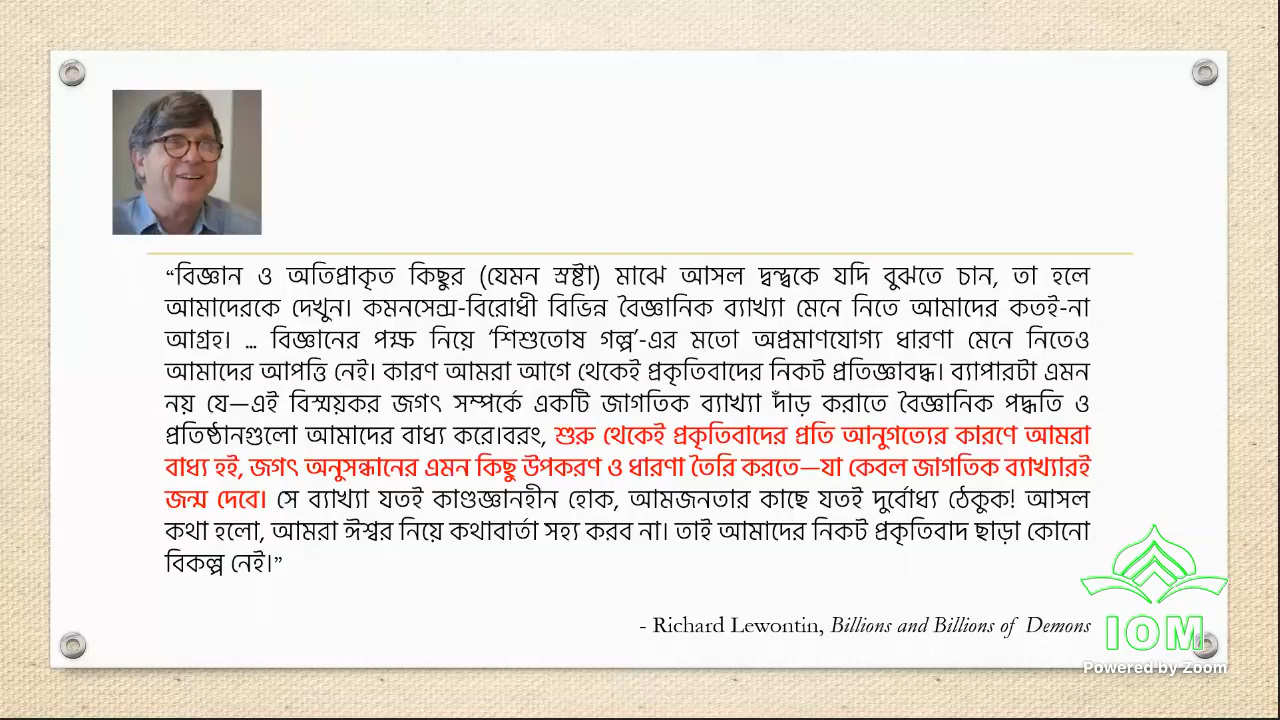 “বিজ্ঞান ও অতিপ্রাকৃত কিছুর (যেমন স্রষ্টা) মাঝে আসল দ্বন্দ্বকে যদি বুঝতে চান, তা হলে
আমাদেরকে দেখুন। কমনসেন্স-বিরোধী বিভিন্ন বৈজ্ঞানিক ব্যাখ্যা মেনে নিতে আমাদের কতই-না
আগ্রহ। ... বিজ্ঞানের পক্ষ নিয়ে ‘শিশুতোষ গল্প’-এর মতো অপ্রমাণযোগ্য ধারণা মেনে নিতেও
আমাদের আপত্তি নেই। কারণ আমরা আগে থেকেই প্রকৃতিবাদের নিকট প্রতিজ্ঞাবদ্ধ। ব্যাপারটা এমন
নয় যে—এই বিস্ময়কর জগৎ সম্পর্কে একটি জাগতিক ব্যাখ্যা দাঁড় করাতে বৈজ্ঞানিক পদ্ধতি ও
প্রতিষ্ঠানগুলো আমাদের বাধ্য করে।বরং, শুরু থেকেই প্রকৃতিবাদের প্রতি আনুগত্যের কারণে আমরা
বাধ্য হই, জগৎ অনুসন্ধানের এমন কিছু উপকরণ ও ধারণা তৈরি করতে—যা কেবল জাগতিক ব্যাখ্যারই
জন্ম দেবে। সে ব্যাখ্যা যতই কাণ্ডজ্ঞানহীন হোক, আমজনতার কাছে যতই দুর্বোধ্য ঠেকুক! আসল
কথা হলো, আমরা ঈশ্বর নিয়ে কথাবার্তা সহ্য করব না। তাই আমাদের নিকট প্রকৃতিবাদ ছাড়া কোনো
বিকল্প নেই।”
- Richard Lewontin, Billions and Billions of Demons
IOM
Powered by Zoom